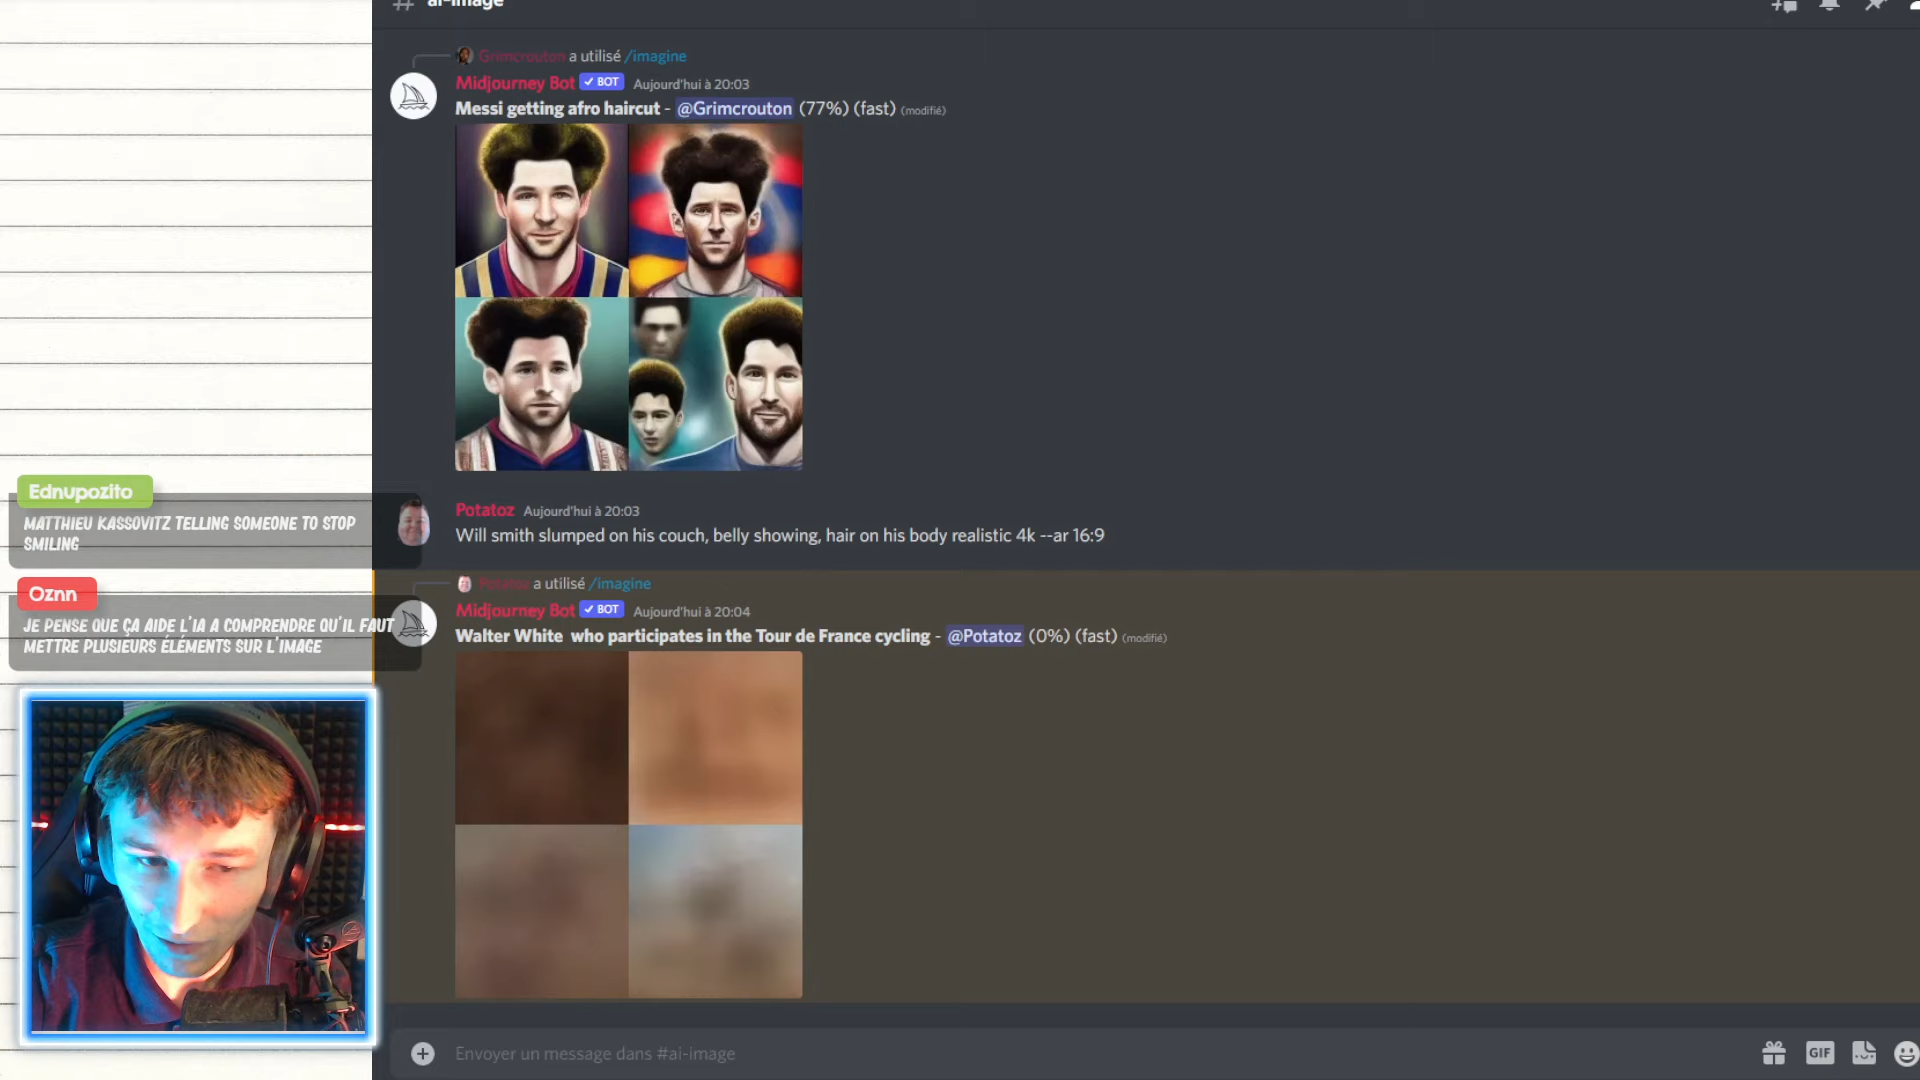 ai-image
Grimcrouton a utilisé /imagine
Midjourney Bot BOT Aujourd'hui à 20:03
Messi getting afro haircut - @Grimcrouton (77%) (fast) (modifié)
Potatoz Aujourd'hui à 20:03
Will smith slumped on his couch, belly showing, hair on his body realistic 4k --ar 16:9
Potatoz a utilisé /imagine
Midjourney Bot BOT Aujourd'hui à 20:04
Walter White who participates in the Tour de France cycling - @Potatoz (0%) (fast) (modifié)
Envoyer un message dans #ai-image
GIF
Ednupozito
MATTHIEU KASSOVITZ TELLING SOMEONE TO STOP
SMILING
Oznn
JE PENSE QUE ÇA AIDE L'IA A COMPRENDRE QU'IL FAUT
METTRE PLUSIEURS ÉLÉMENTS SUR L'IMAGE